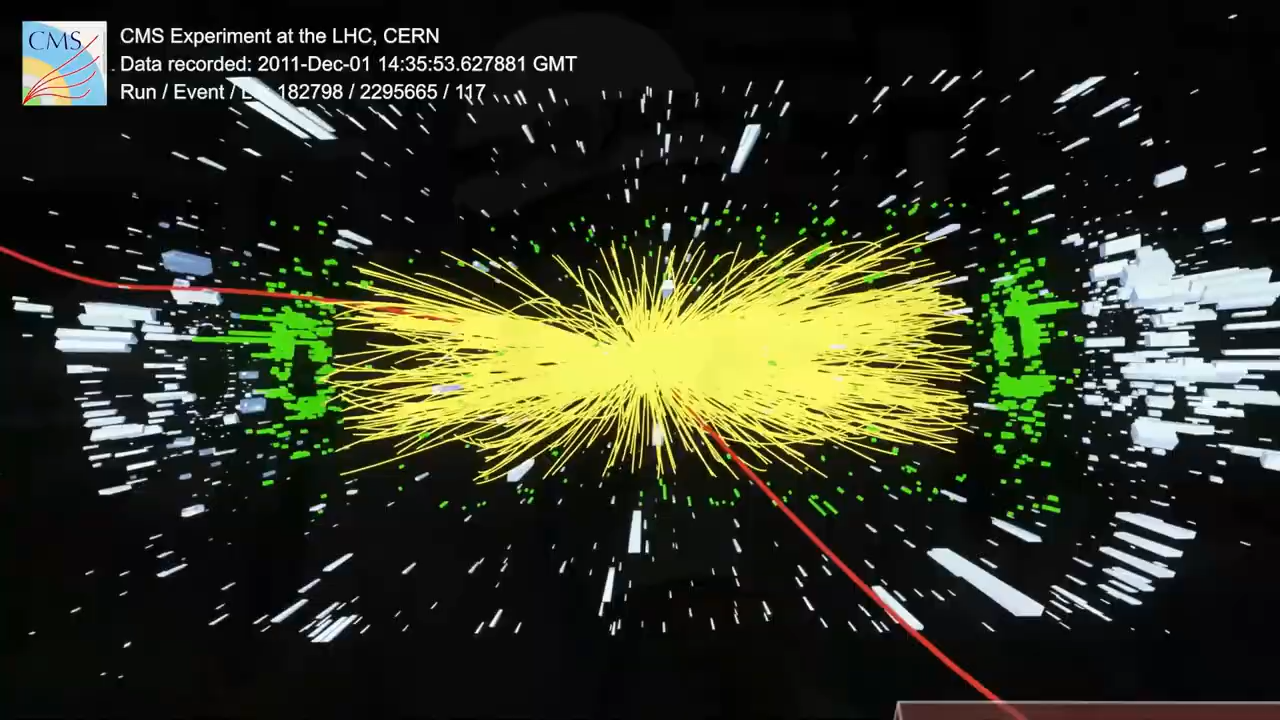 CMS
CMS Experiment at the LHC, CERN
Data recorded: 2011-Dec-01 14:35:53.627881 GMT
Run / Event / 182798 / 2295665 / 117